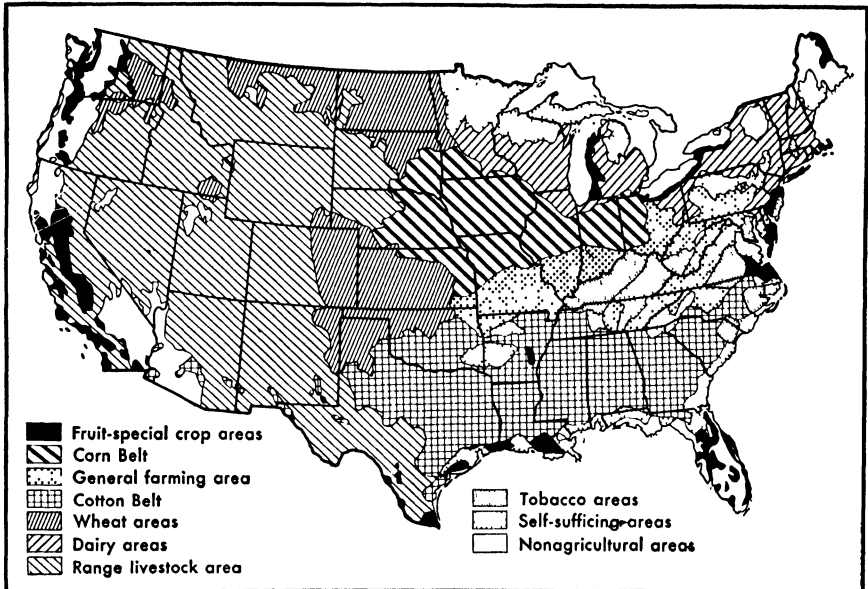 Fruit-special crop areas
Corn Belt
General farming area
Cotton Belt
Wheat areas
Dairy areas
Range livestock area
Tobacco areas
Self-sufficing areas
Nonagricultural areas